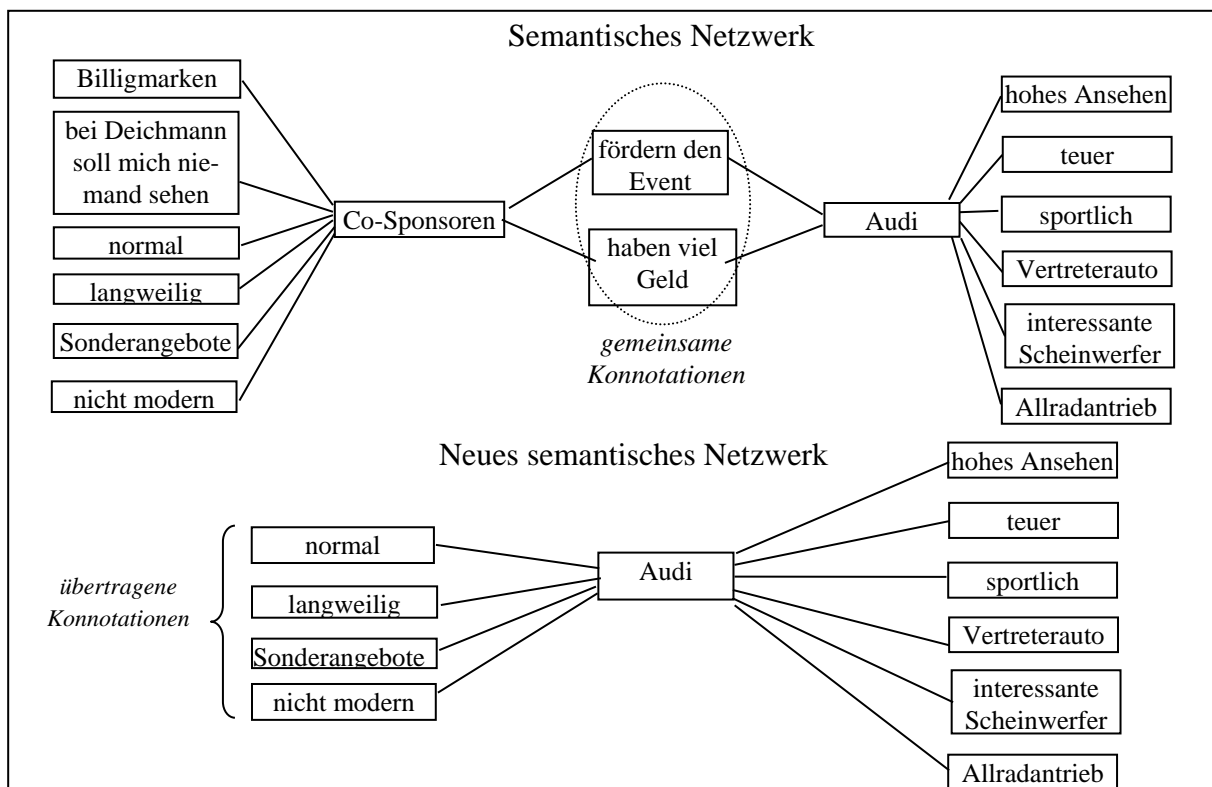 Semantisches Netzwerk
Billigmarken
bei Deichmann
soll mich nie-
mand sehen
normal
langweilig
Sonderangebote
nicht modern
Co-Sponsoren
fördern den
Event
haben viel
Geld
gemeinsame
Konnotationen
Audi
hohes Ansehen
teuer
sportlich
Vertreterauto
interessante
Scheinwerfer
Allradantrieb
Neues semantisches Netzwerk
übertragene
Konnotationen
normal
langweilig
Sonderangebote
nicht modern
Audi
hohes Ansehen
teuer
sportlich
Vertreterauto
interessante
Scheinwerfer
Allradantrieb